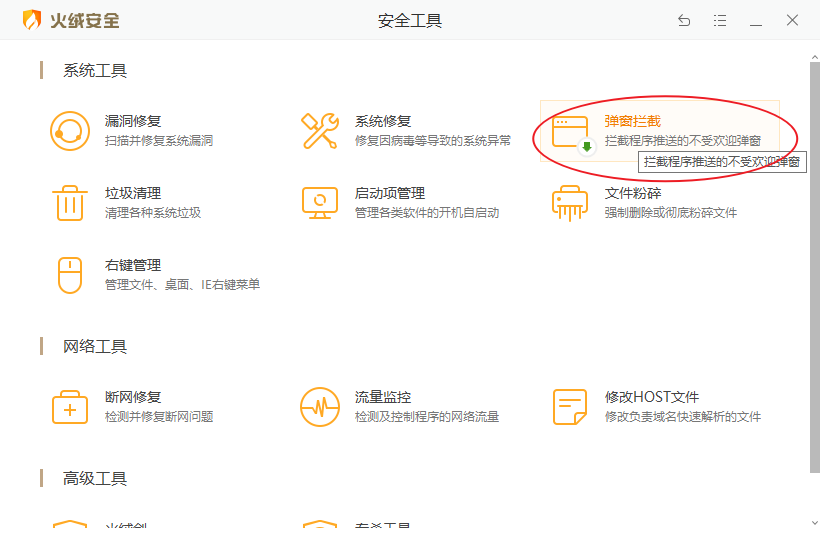 火绒安全
安全工具
系统工具
漏洞修复
扫描并修复系统漏洞
系统修复
修复因病毒等导致的系统异常
弹窗拦截
拦截程序推送的不受欢迎弹窗
拦截程序推送的不受欢迎弹窗
垃圾清理
清理各种系统垃圾
启动项管理
管理各类软件的开机自启动
文件粉碎
强制删除或彻底粉碎文件
右键管理
管理文件、桌面、IE右键菜单
网络工具
断网修复
检测并修复断网问题
流量监控
检测及控制程序的网络流量
修改HOST文件
修改负责域名快速解析的文件
高级工具
火绒剑
专杀工具